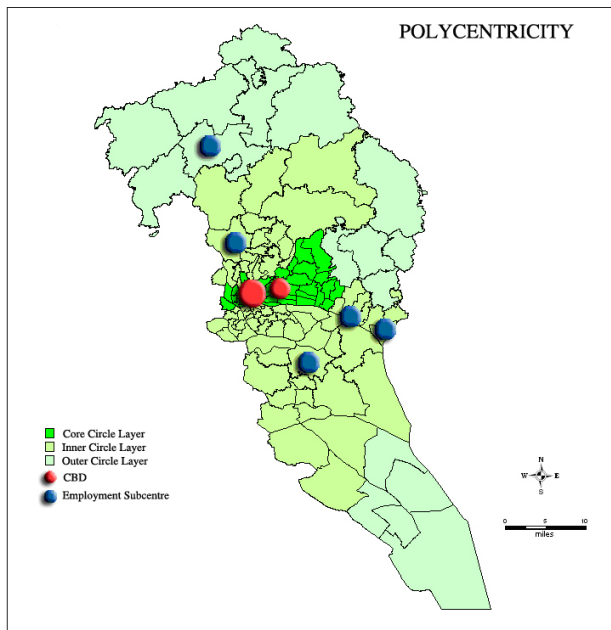 POLYCENTRICITY
Core Circle Layer
Inner Circle Layer
Outer Circle Layer
CBD
Employment Subcentre
N
W E
S
0 5 10
miles